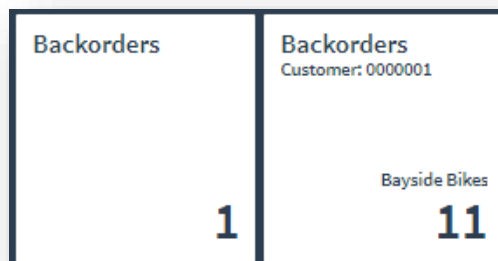 Backorders
1
Backorders
Customer: 0000001
Bayside Bikes
11